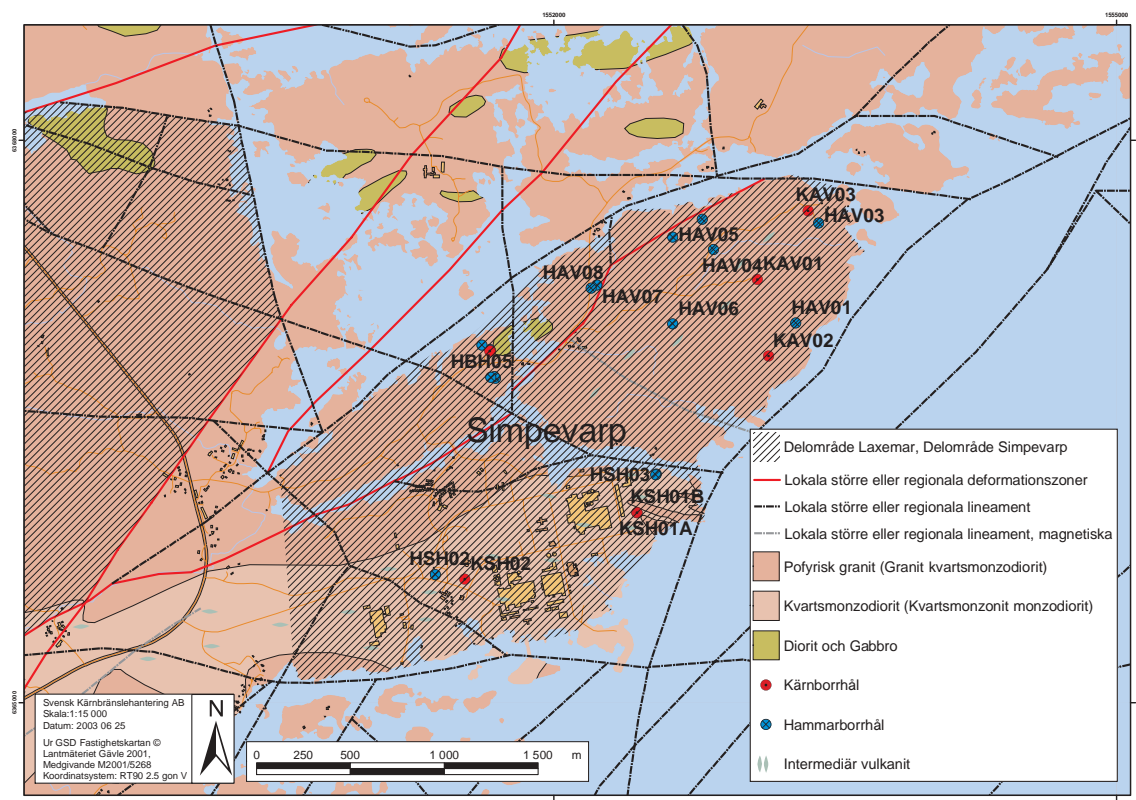 1552000
1555000
6368000
6365000
KAV03
HAV03
HAV05
HAV04
KAV01
HAV08
HAV07
HAV06
HAV01
KAV02
HBH05
Simpevarp
HSH03
KSH01B
KSH01A
HSH02
KSH02
Delområde Laxemar, Delområde Simpevarp
Lokala större eller regionala deformationszoner
Lokala större eller regionala lineament
Lokala större eller regionala lineament, magnetiska
Pofyrisk granit (Granit kvartsmonzodiorit)
Kvartsmonzodiorit (Kvartsmonzonit monzodiorit)
Diorit och Gabbro
Kärnborrhål
Hammarborrhål
Intermediär vulkanit
Svensk Kärnbränslehantering AB
Skala:1:15 000
Datum: 2003 06 25
Ur GSD Fastighetskartan ©
Lantmäteriet Gävle 2001,
Medgivande M2001/5268
Koordinatsystem: RT90 2.5 gon V
N
0 250 500 1 000 1 500 m